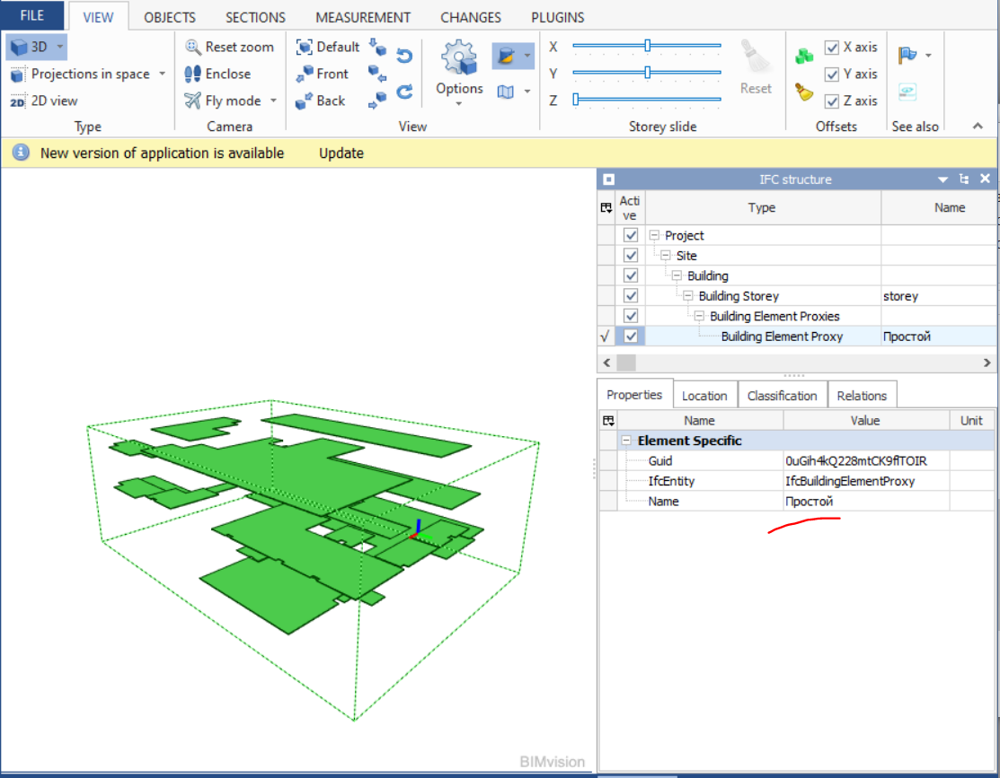 FILE VIEW OBJECTS SECTIONS MEASUREMENT CHANGES PLUGINS
3D Reset zoom Default X X axis
Projections in space Enclose Front Y Y axis
2D 2D view Fly mode Back Options Z Reset Z axis
Type Camera View Storey slide Offsets See also
New version of application is available Update
IFC structure
Acti
ve Type Name
Project
Site
Building
Building Storey storey
Building Element Proxies
√ Building Element Proxy Простой
Properties Location Classification Relations
Name Value Unit
Element Specific
Guid 0uGih4kQ228mtCK9flTOIR
IfcEntity IfcBuildingElementProxy
Name Простой
BIMvision